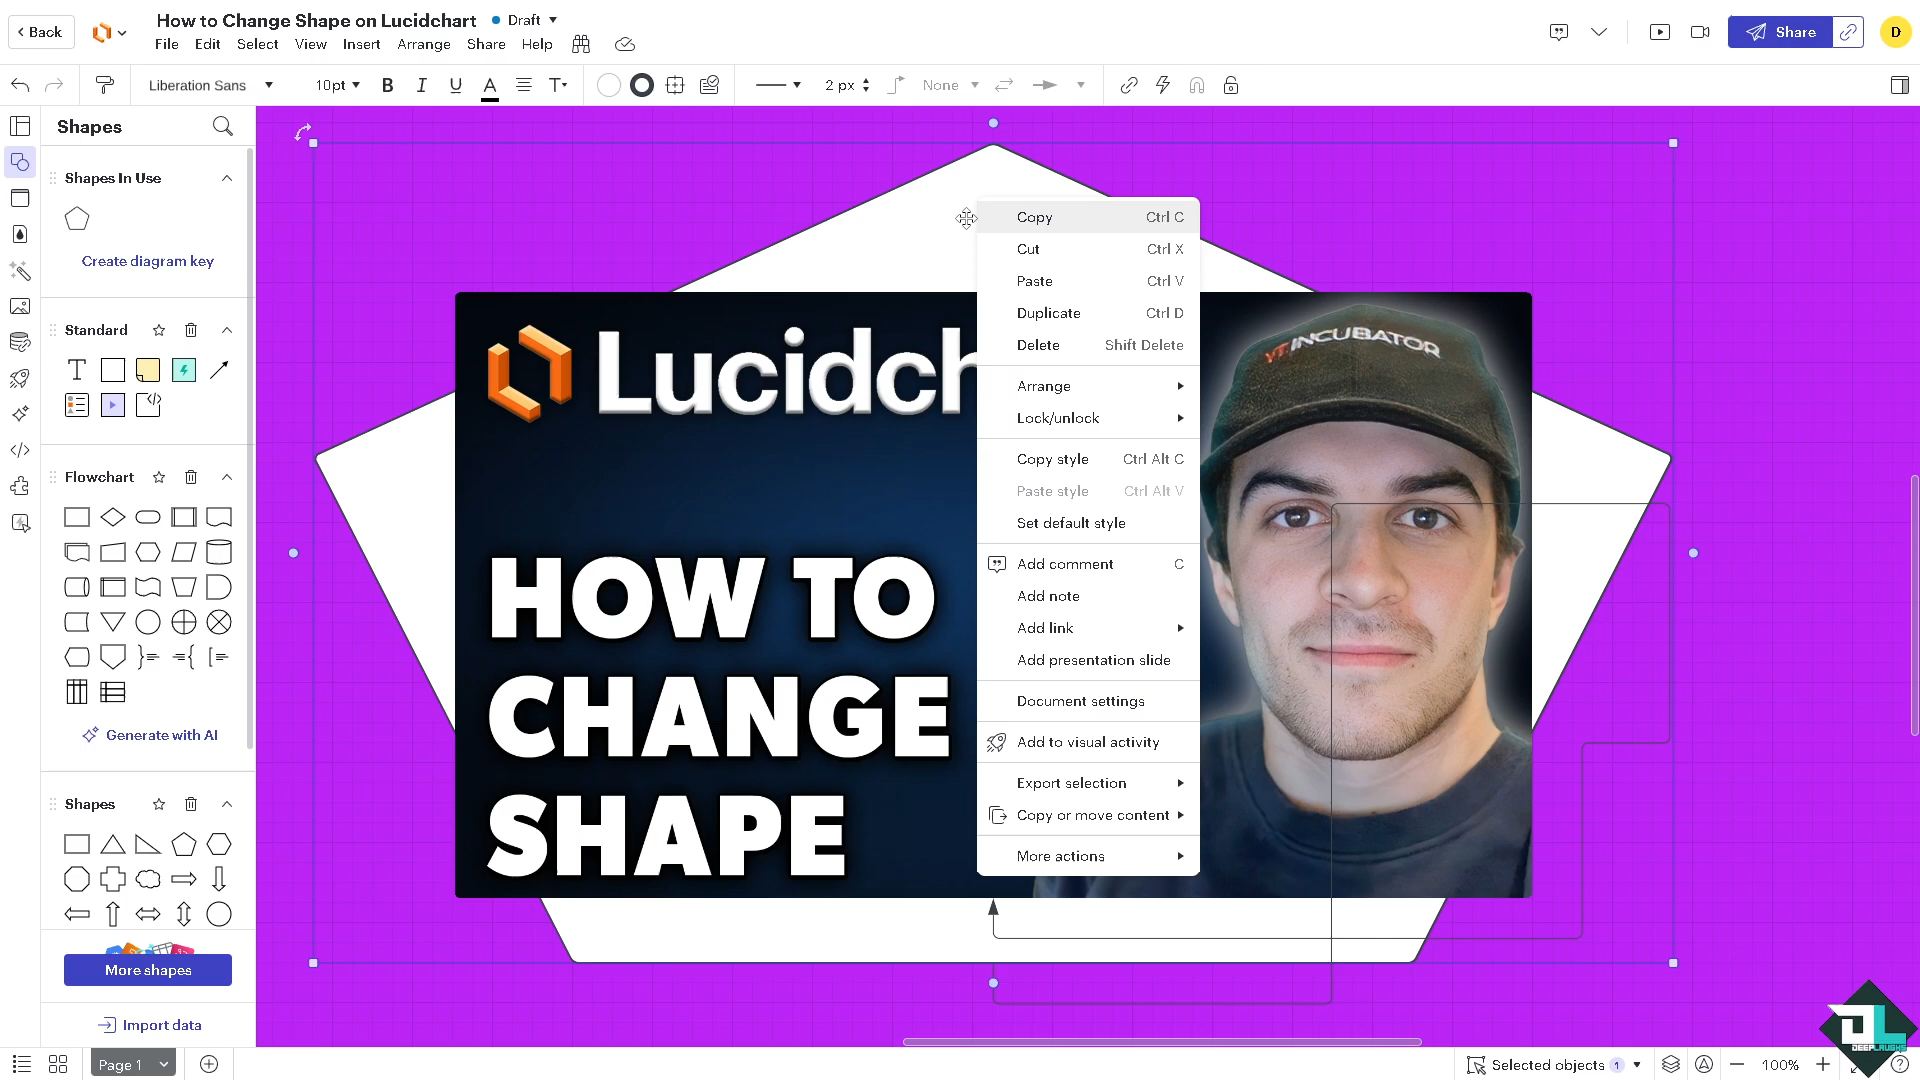 Back
How to Change Shape on Lucidchart
Draft
File Edit Select View Insert Arrange Share Help
Share
D
Liberation Sans
10pt
B I U A T
2 px
None
Shapes
Shapes In Use
Create diagram key
Standard
T
Flowchart
Generate with AI
Shapes
More shapes
Import data
Lucidch
HOW TO
CHANGE
SHAPE
YT.INCUBATOR
Copy Ctrl C
Cut Ctrl X
Paste Ctrl V
Duplicate Ctrl D
Delete Shift Delete
Arrange
Lock/unlock
Copy style Ctrl Alt C
Paste style Ctrl Alt V
Set default style
Add comment C
Add note
Add link
Add presentation slide
Document settings
Add to visual activity
Export selection
Copy or move content
More actions
Page 1
Selected objects 1
100%
DL
DEEPLAUGHS